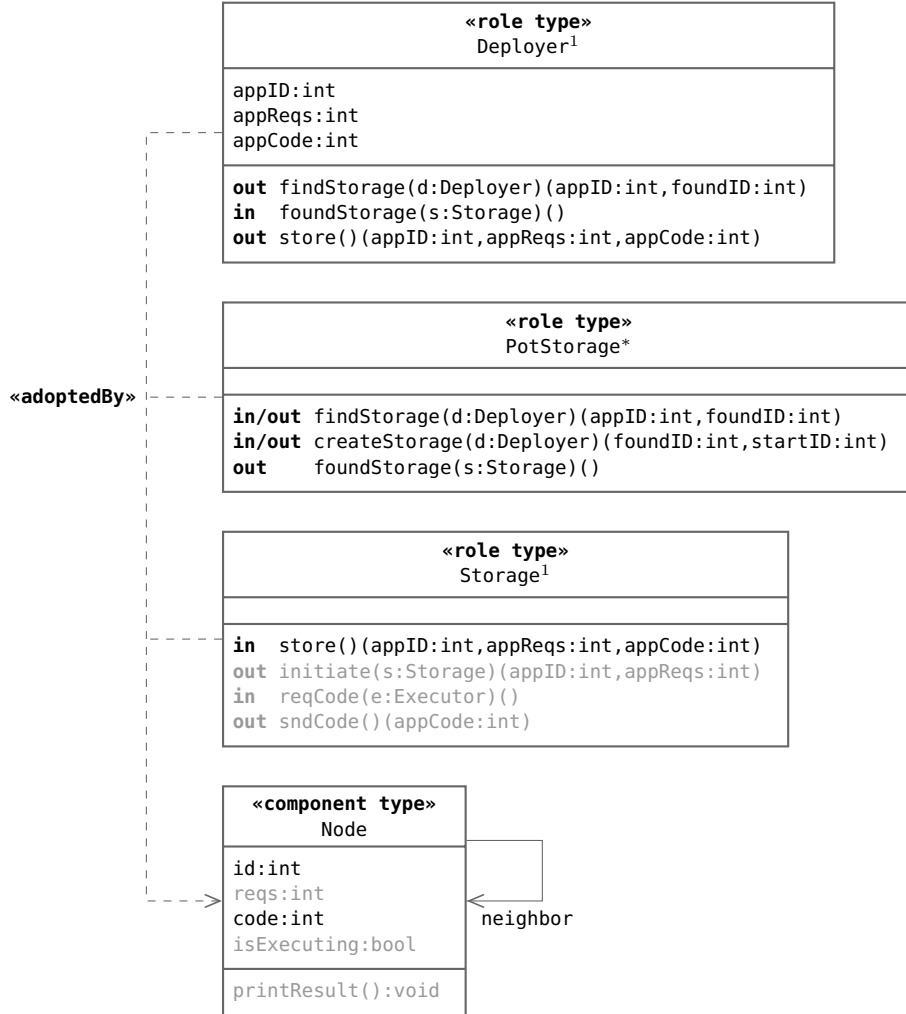 «role type»
Deployer¹
appID:int
appReqs:int
appCode:int
out findStorage(d:Deployer)(appID:int,foundID:int)
in foundStorage(s:Storage)()
out store()(appID:int,appReqs:int,appCode:int)
«role type»
PotStorage*
«adoptedBy»
in/out findStorage(d:Deployer)(appID:int,foundID:int)
in/out createStorage(d:Deployer)(foundID:int,startID:int)
out foundStorage(s:Storage)()
«role type»
Storage¹
in store()(appID:int,appReqs:int,appCode:int)
out initiate(s:Storage)(appID:int,appReqs:int)
in reqCode(e:Executor)()
out sndCode()(appCode:int)
«component type»
Node
id:int
reqs:int
code:int
isExecuting:bool
neighbor
printResult():void